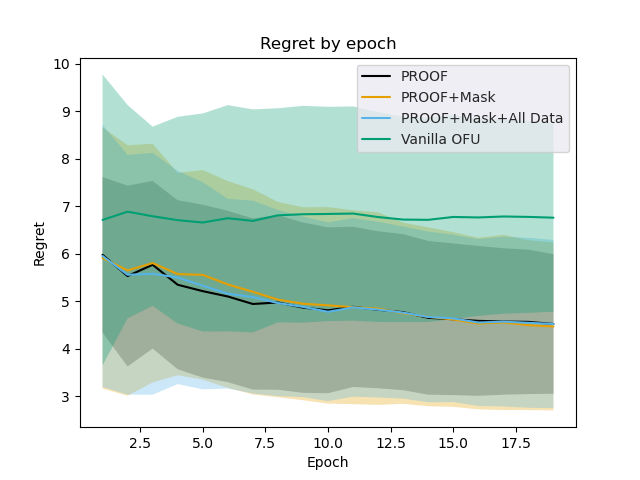 Regret by epoch
10
9
8
7
6
5
4
3
Regret
PROOF
PROOF+Mask
PROOF+Mask+All Data
Vanilla OFU
2.5 5.0 7.5 10.0 12.5 15.0 17.5
Epoch